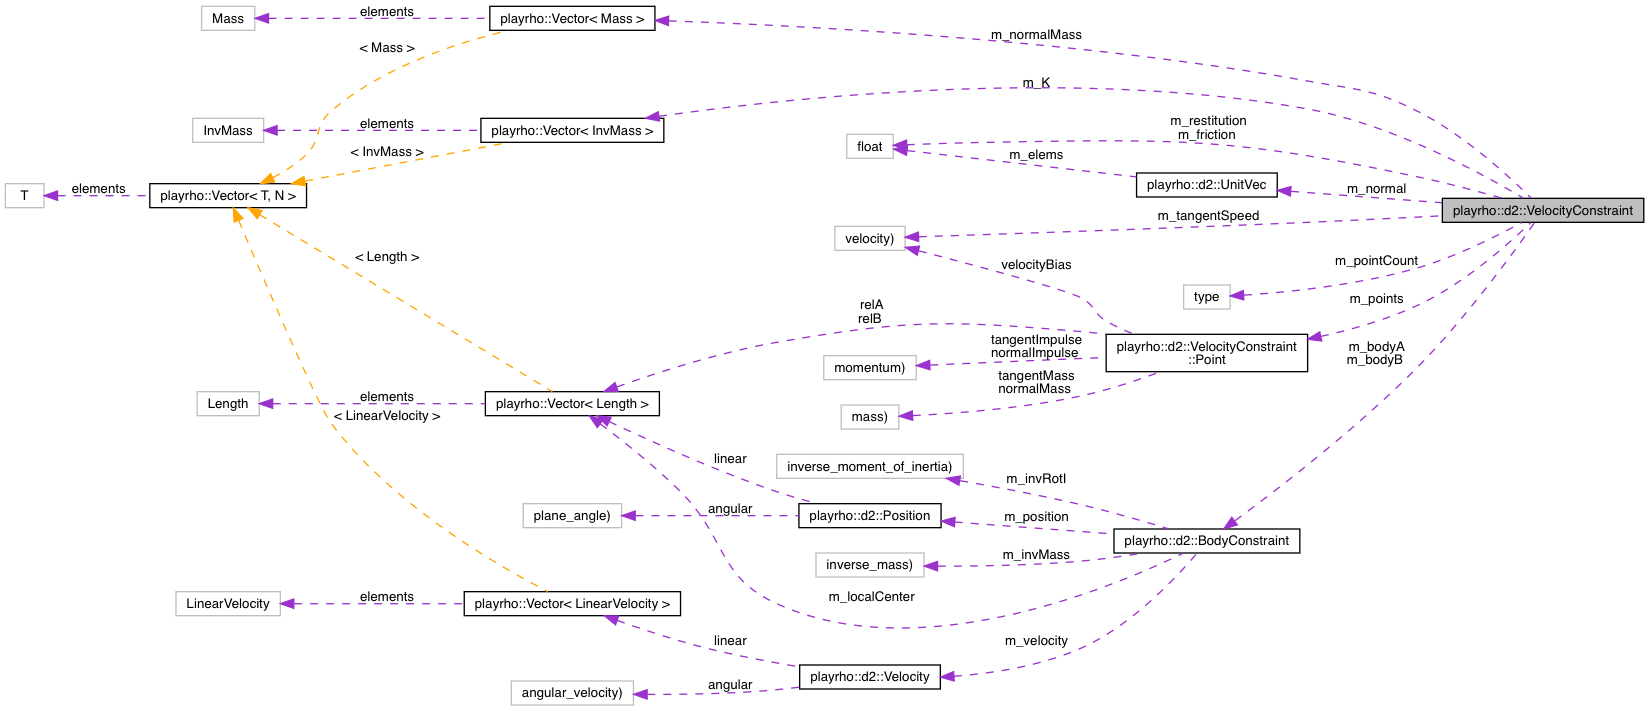 Mass
elements
playrho::Vector< Mass >
< Mass >
m_normalMass
m_K
InvMass
elements
playrho::Vector< InvMass >
< InvMass >
m_restitution
m_friction
float
m_elems
playrho::d2::UnitVec
m_normal
T
elements
playrho::Vector< T, N >
playrho::d2::VelocityConstraint
m_tangentSpeed
velocity)
velocityBias
< Length >
m_pointCount
type
m_points
relA
relB
tangentImpulse
normalImpulse
momentum)
playrho::d2::VelocityConstraint
::Point
m_bodyA
m_bodyB
tangentMass
normalMass
mass)
Length
elements
playrho::Vector< Length >
< LinearVelocity >
linear
inverse_moment_of_inertia)
m_invRotI
plane_angle)
angular
playrho::d2::Position
m_position
playrho::d2::BodyConstraint
inverse_mass)
m_invMass
m_localCenter
LinearVelocity
elements
playrho::Vector< LinearVelocity >
linear
m_velocity
playrho::d2::Velocity
angular_velocity)
angular